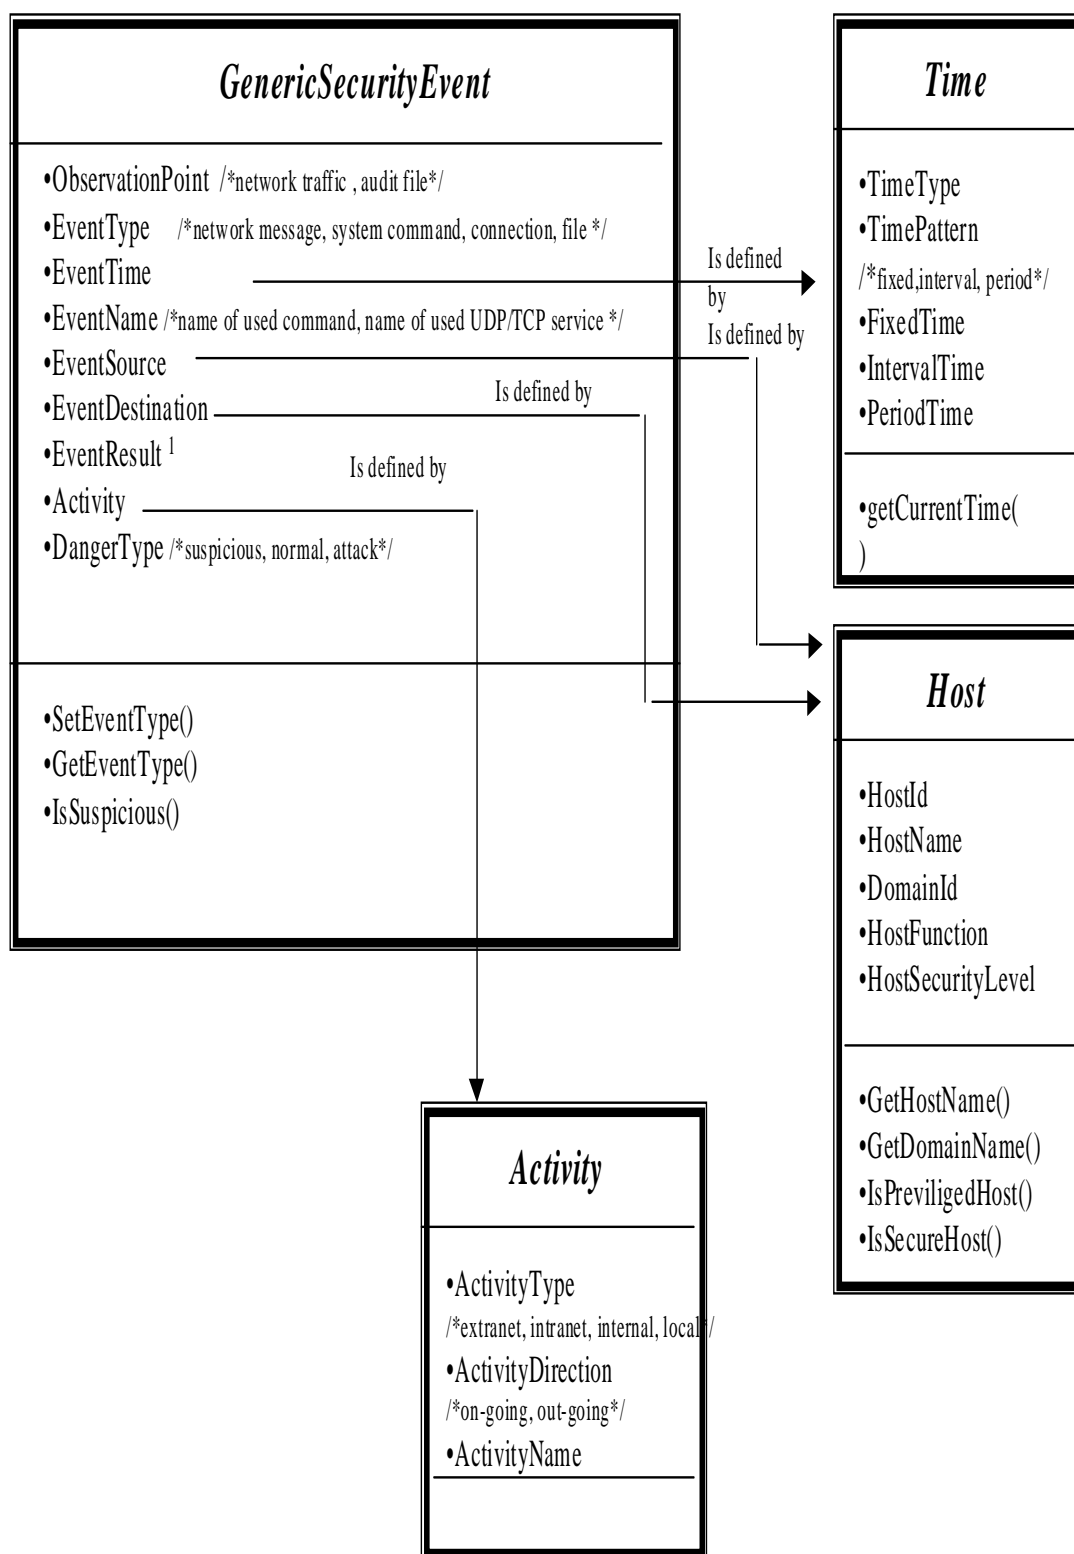 GenericSecurityEvent
•ObservationPoint /*network traffic , audit file*/
•EventType /*network message, system command, connection, file */
•EventTime
•EventName /*name of used command, name of used UDP/TCP service */
•EventSource
•EventDestination
•EventResult 1
•Activity
•DangerType /*suspicious, normal, attack*/
•SetEventType()
•GetEventType()
•IsSuspicious()
Is defined
by
Is defined by
Is defined by
Is defined by
Time
•TimeType
•TimePattern
/*fixed,interval, period*/
•FixedTime
•IntervalTime
•PeriodTime
•getCurrentTime(
)
Host
•HostId
•HostName
•DomainId
•HostFunction
•HostSecurityLevel
•GetHostName()
•GetDomainName()
•IsPreviligedHost()
•IsSecureHost()
Activity
•ActivityType
/*extranet, intranet, internal, local*/
•ActivityDirection
/*on-going, out-going*/
•ActivityName